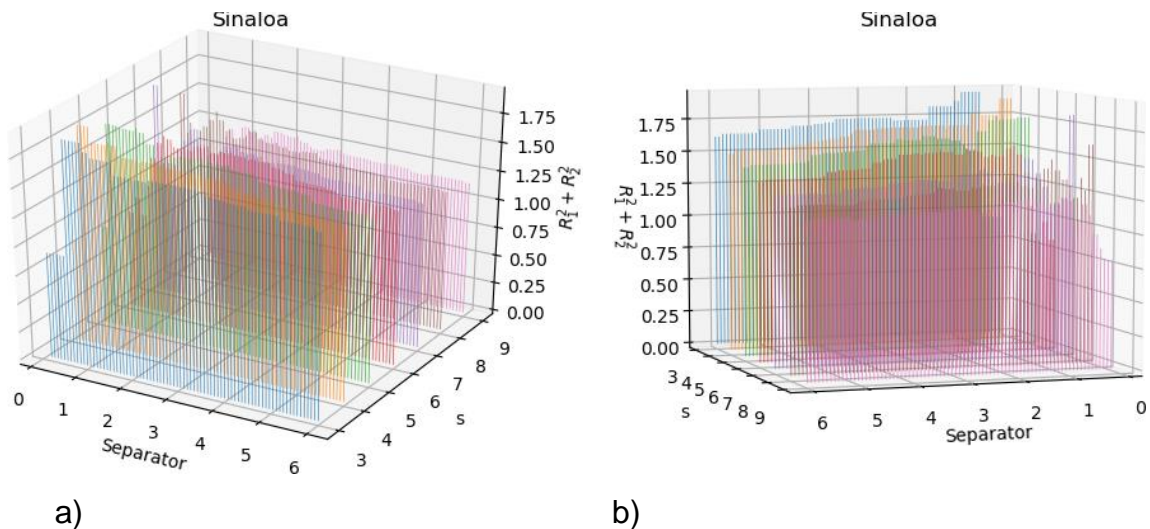 Sinaloa
1.75
1.50
1.25
1.00
0.75
0.50
0.25
0.00
R₁² + R₂²
0 1 2 3 4 5 6
Separator
3 4 5 6 7 8 9
s
a)
Sinaloa
1.75
1.50
1.25
1.00
0.75
0.50
0.25
0.00
R₁² + R₂²
3 4 5 6 7 8 9
s
6 5 4 3 2 1 0
Separator
b)